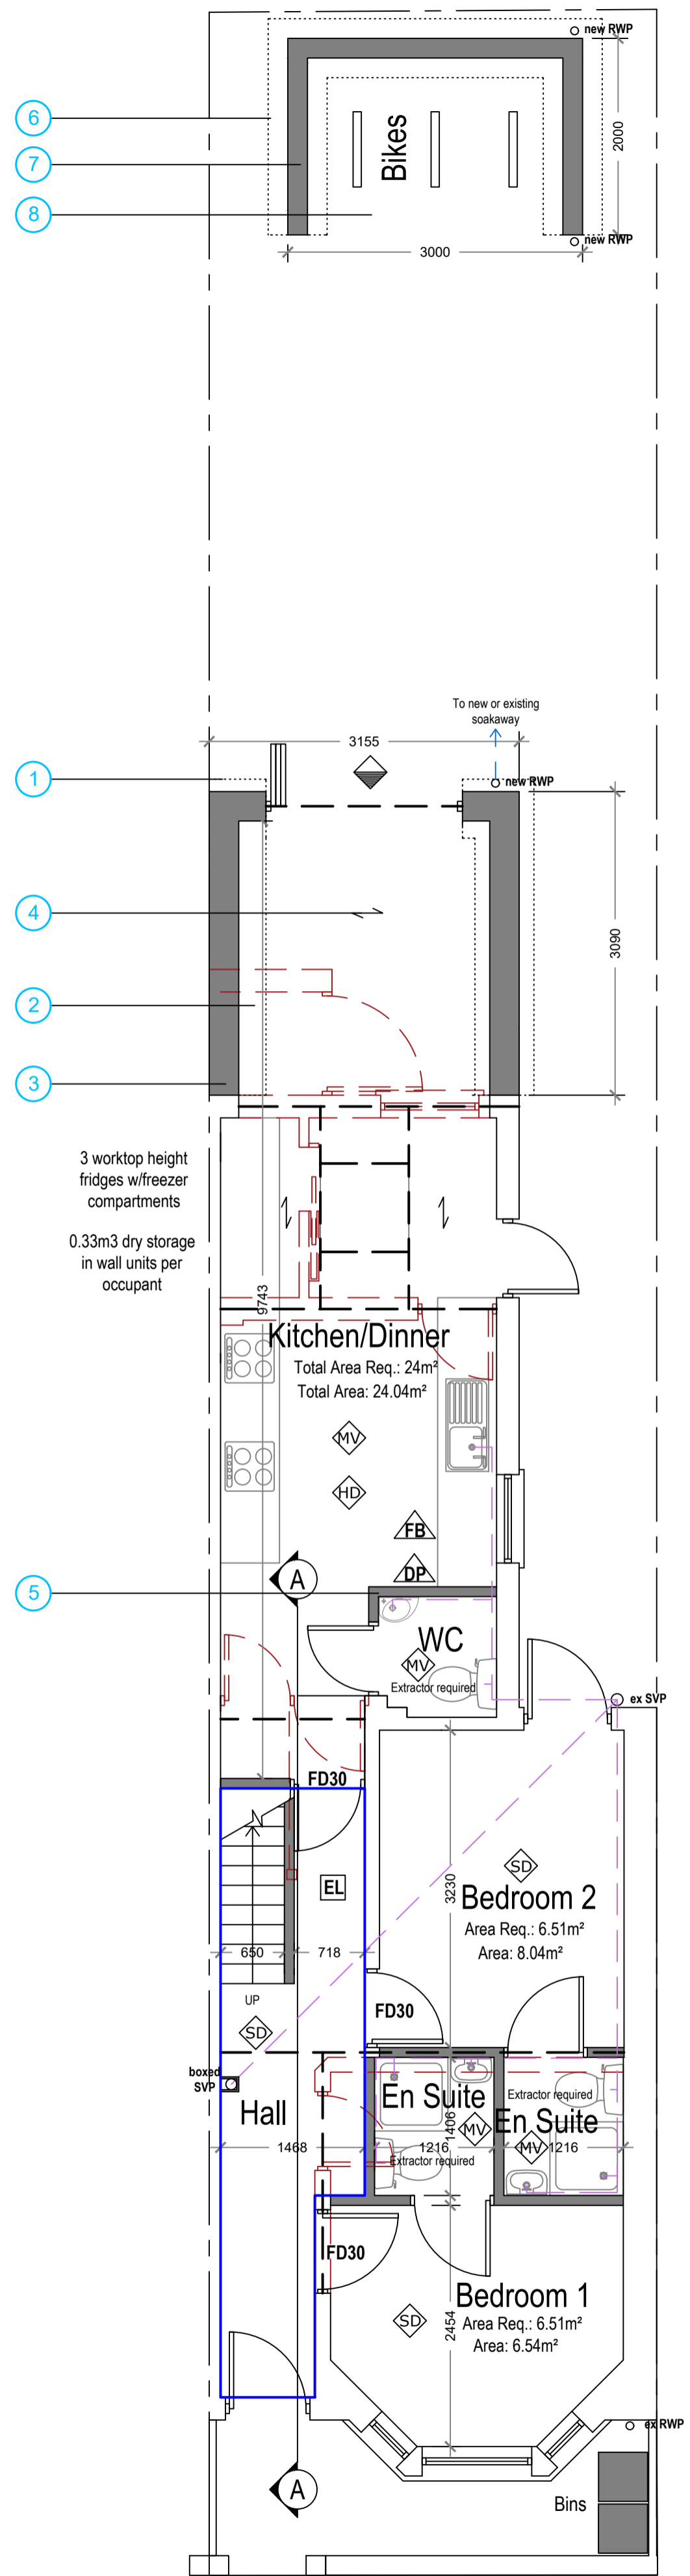 new RWP
6
7
8
Bikes
2000
new RWP
3000
To new or existing
soakaway
3155
1
new RWP
4
3090
2
3
3 worktop height
fridges w/freezer
compartments
0.33m3 dry storage
in wall units per
occupant
9743
Kitchen/Dinner
Total Area Req.: 24m²
Total Area: 24.04m²
MV
HD
FB
DP
A
5
WC
MV
Extractor required
ex SVP
FD30
EL
SD
Bedroom 2
Area Req.: 6.51m²
Area: 8.04m²
3230
650
718
UP
FD30
SD
boxed
SVP
Hall
En Suite
Extractor required
En Suite
1406
MV
MV
1468
1216
1216
Extractor required
FD30
Bedroom 1
Area Req.: 6.51m²
Area: 6.54m²
SD
2454
ex RWP
A
Bins